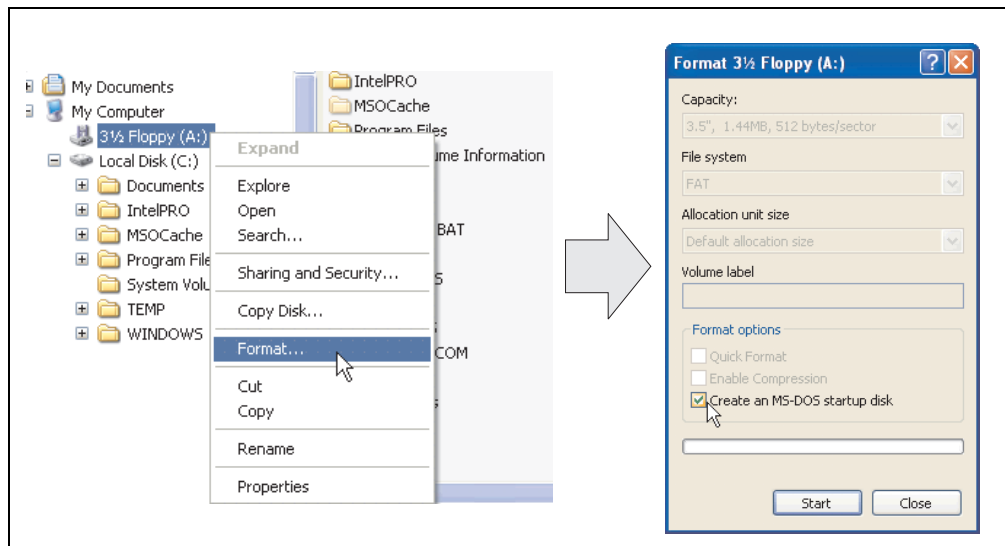 My Documents
My Computer
3½ Floppy (A:)
Local Disk (C:)
Documents
IntelPRO
MSOCache
Program File
System Volu
TEMP
WINDOWS
IntelPRO
MSOCache
Program Files
ume Information
BAT
S
COM
Expand
Explore
Open
Search...
Sharing and Security...
Copy Disk...
Format...
Cut
Copy
Rename
Properties
Format 3½ Floppy (A:)
Capacity:
3.5", 1.44MB, 512 bytes/sector
File system
FAT
Allocation unit size
Default allocation size
Volume label
Format options
Quick Format
Enable Compression
Create an MS-DOS startup disk
Start
Close